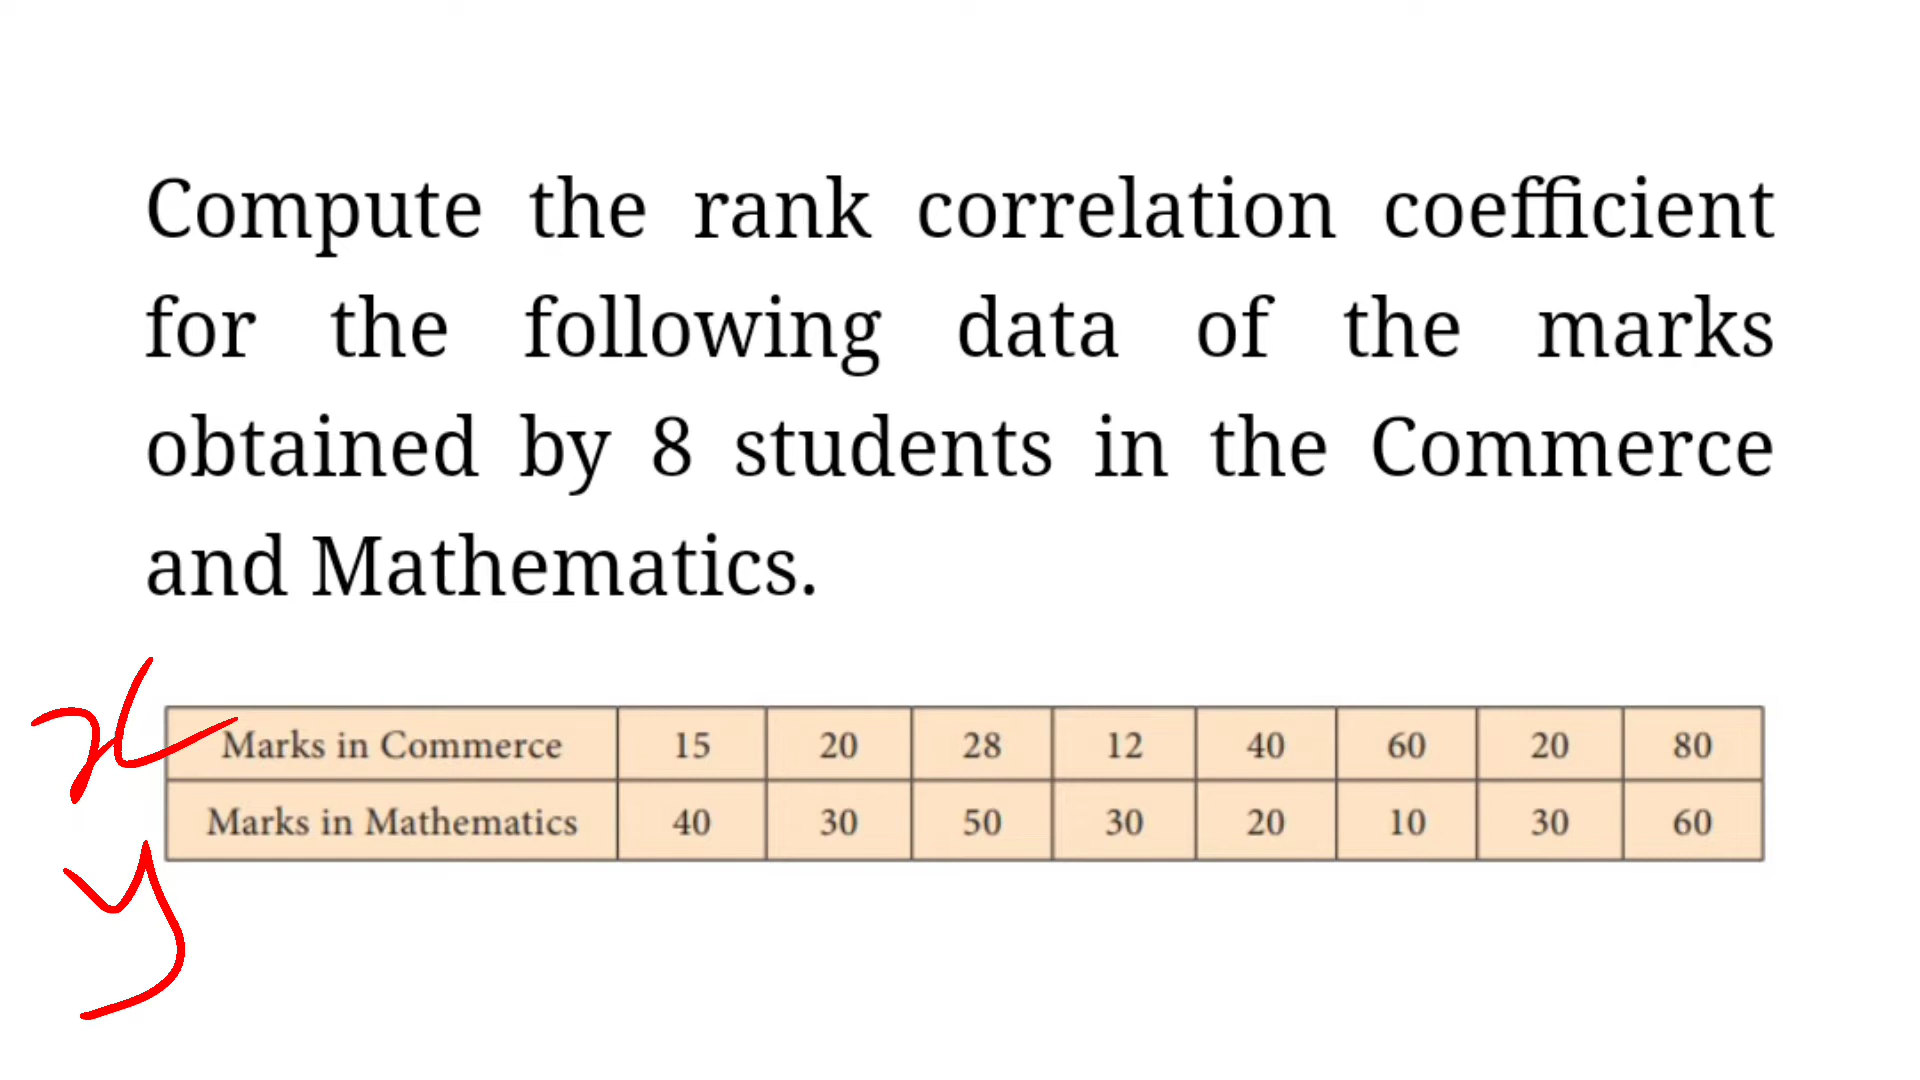 Compute the rank correlation coefficient
for the following data of the marks
obtained by 8 students in the Commerce
and Mathematics.
x
Marks in Commerce 15 20 28 12 40 60 20 80
Marks in Mathematics 40 30 50 30 20 10 30 60
y